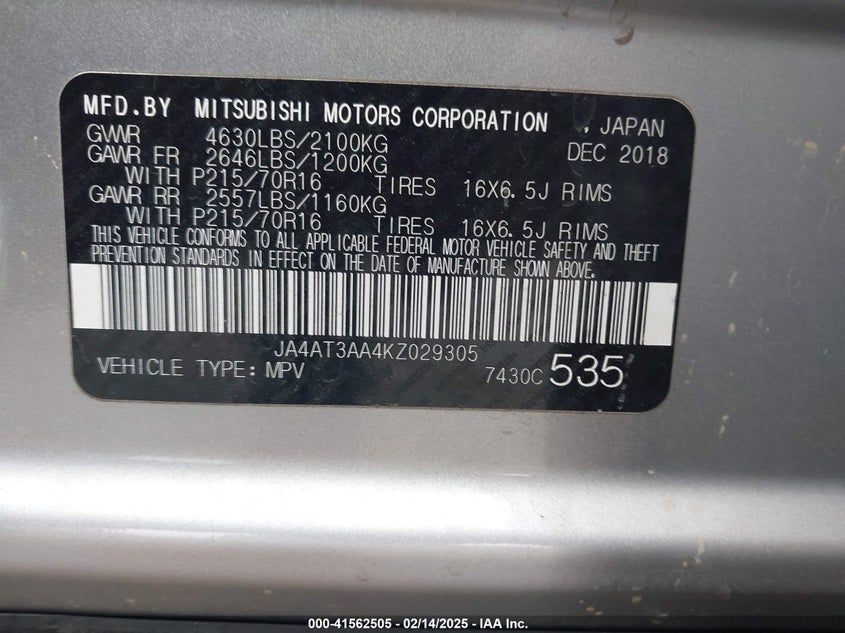 MFD.BY MITSUBISHI MOTORS CORPORATION , JAPAN
GWR 4630LBS/2100KG DEC 2018
GAWR FR 2646LBS/1200KG
WITH P215/70R16 TIRES 16X6.5J RIMS
GAWR RR 2557LBS/1160KG
WITH P215/70R16 TIRES 16X6.5J RIMS
THIS VEHICLE CONFORMS TO ALL APPLICABLE FEDERAL MOTOR VEHICLE SAFETY AND THEFT
PREVENTION STANDARDS IN EFFECT ON THE DATE OF MANUFACTURE SHOWN ABOVE.
JA4AT3AA4KZ029305
VEHICLE TYPE: MPV 7430C 535
000-41562505 - 02/14/2025 - IAA Inc.